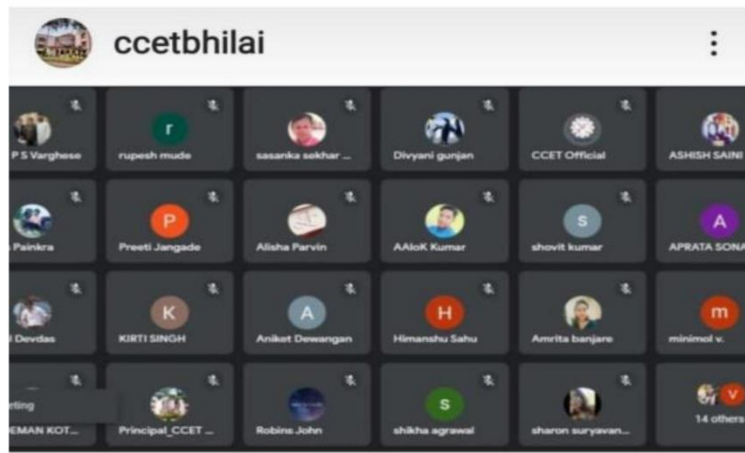 ccetbhilai
P S Varghese
r
rupesh mude
sasanka sekhar ...
Divyani gunjan
CCET Official
ASHISH SAINI
Painkra
P
Preeti Jangade
Alisha Parvin
AAloK Kumar
s
shovit kumar
A
APRATA SONA
Devdas
K
KIRTI SINGH
A
Aniket Dewangan
H
Himanshu Sahu
Amrita banjare
m
minimol v.
eting
EMAN KOT...
Principal_CCET ...
Robins John
s
shikha agrawal
sharon suryavan...
V
14 others